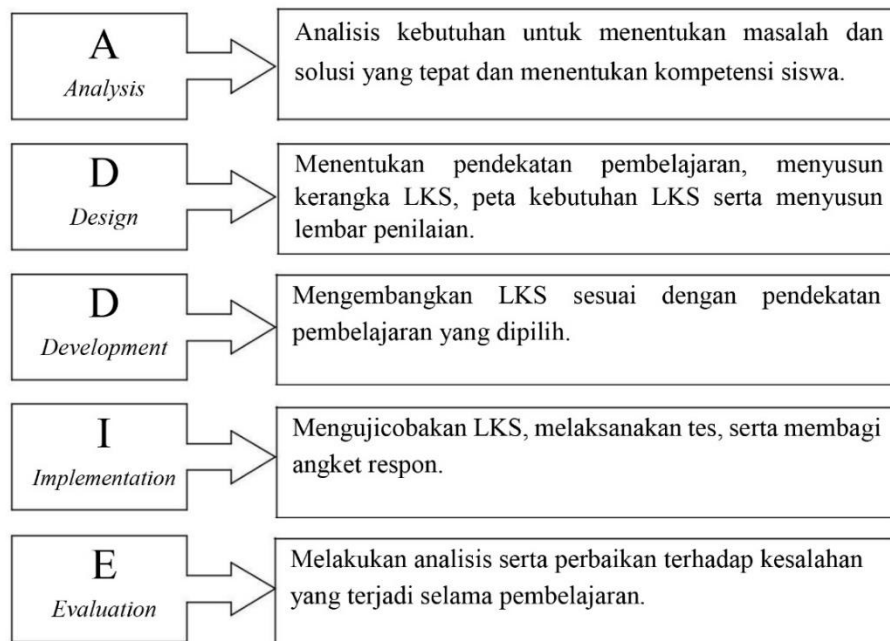 A
Analysis
Analisis kebutuhan untuk menentukan masalah dan
solusi yang tepat dan menentukan kompetensi siswa.
D
Design
Menentukan pendekatan pembelajaran, menyusun
kerangka LKS, peta kebutuhan LKS serta menyusun
lembar penilaian.
D
Development
Mengembangkan LKS sesuai dengan pendekatan
pembelajaran yang dipilih.
I
Implementation
Mengujicobakan LKS, melaksanakan tes, serta membagi
angket respon.
E
Evaluation
Melakukan analisis serta perbaikan terhadap kesalahan
yang terjadi selama pembelajaran.